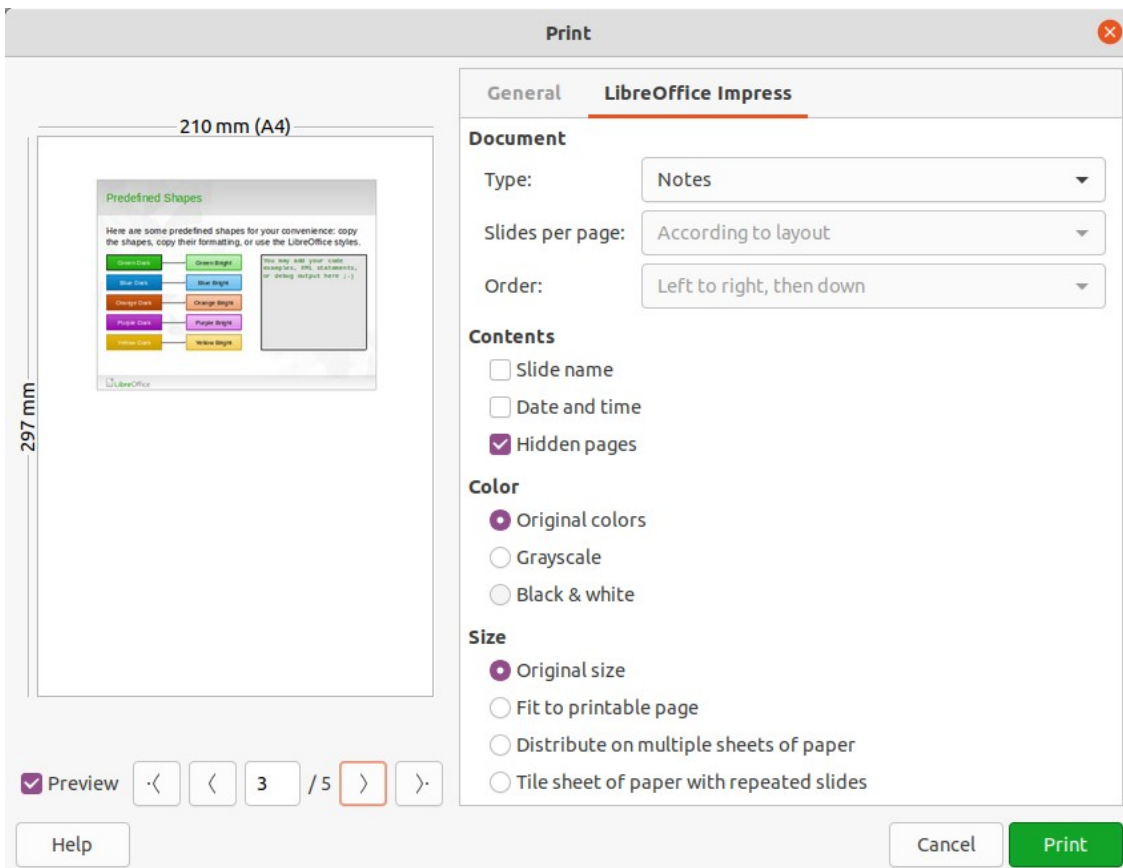 Print
210 mm (A4)
297 mm
Predefined Shapes
Here are some predefined shapes for your convenience: copy
the shapes, copy their formatting, or use the LibreOffice styles.
Green Dark Green Bright
Blue Dark Blue Bright
Orange Dark Orange Bright
Purple Dark Purple Bright
Yellow Dark Yellow Bright
You may add your code
examples, XML statements,
or debug output here ;-)
LibreOffice
Preview
3 / 5
General LibreOffice Impress
Document
Type: Notes
Slides per page: According to layout
Order: Left to right, then down
Contents
Slide name
Date and time
Hidden pages
Color
Original colors
Grayscale
Black & white
Size
Original size
Fit to printable page
Distribute on multiple sheets of paper
Tile sheet of paper with repeated slides
Help Cancel Print